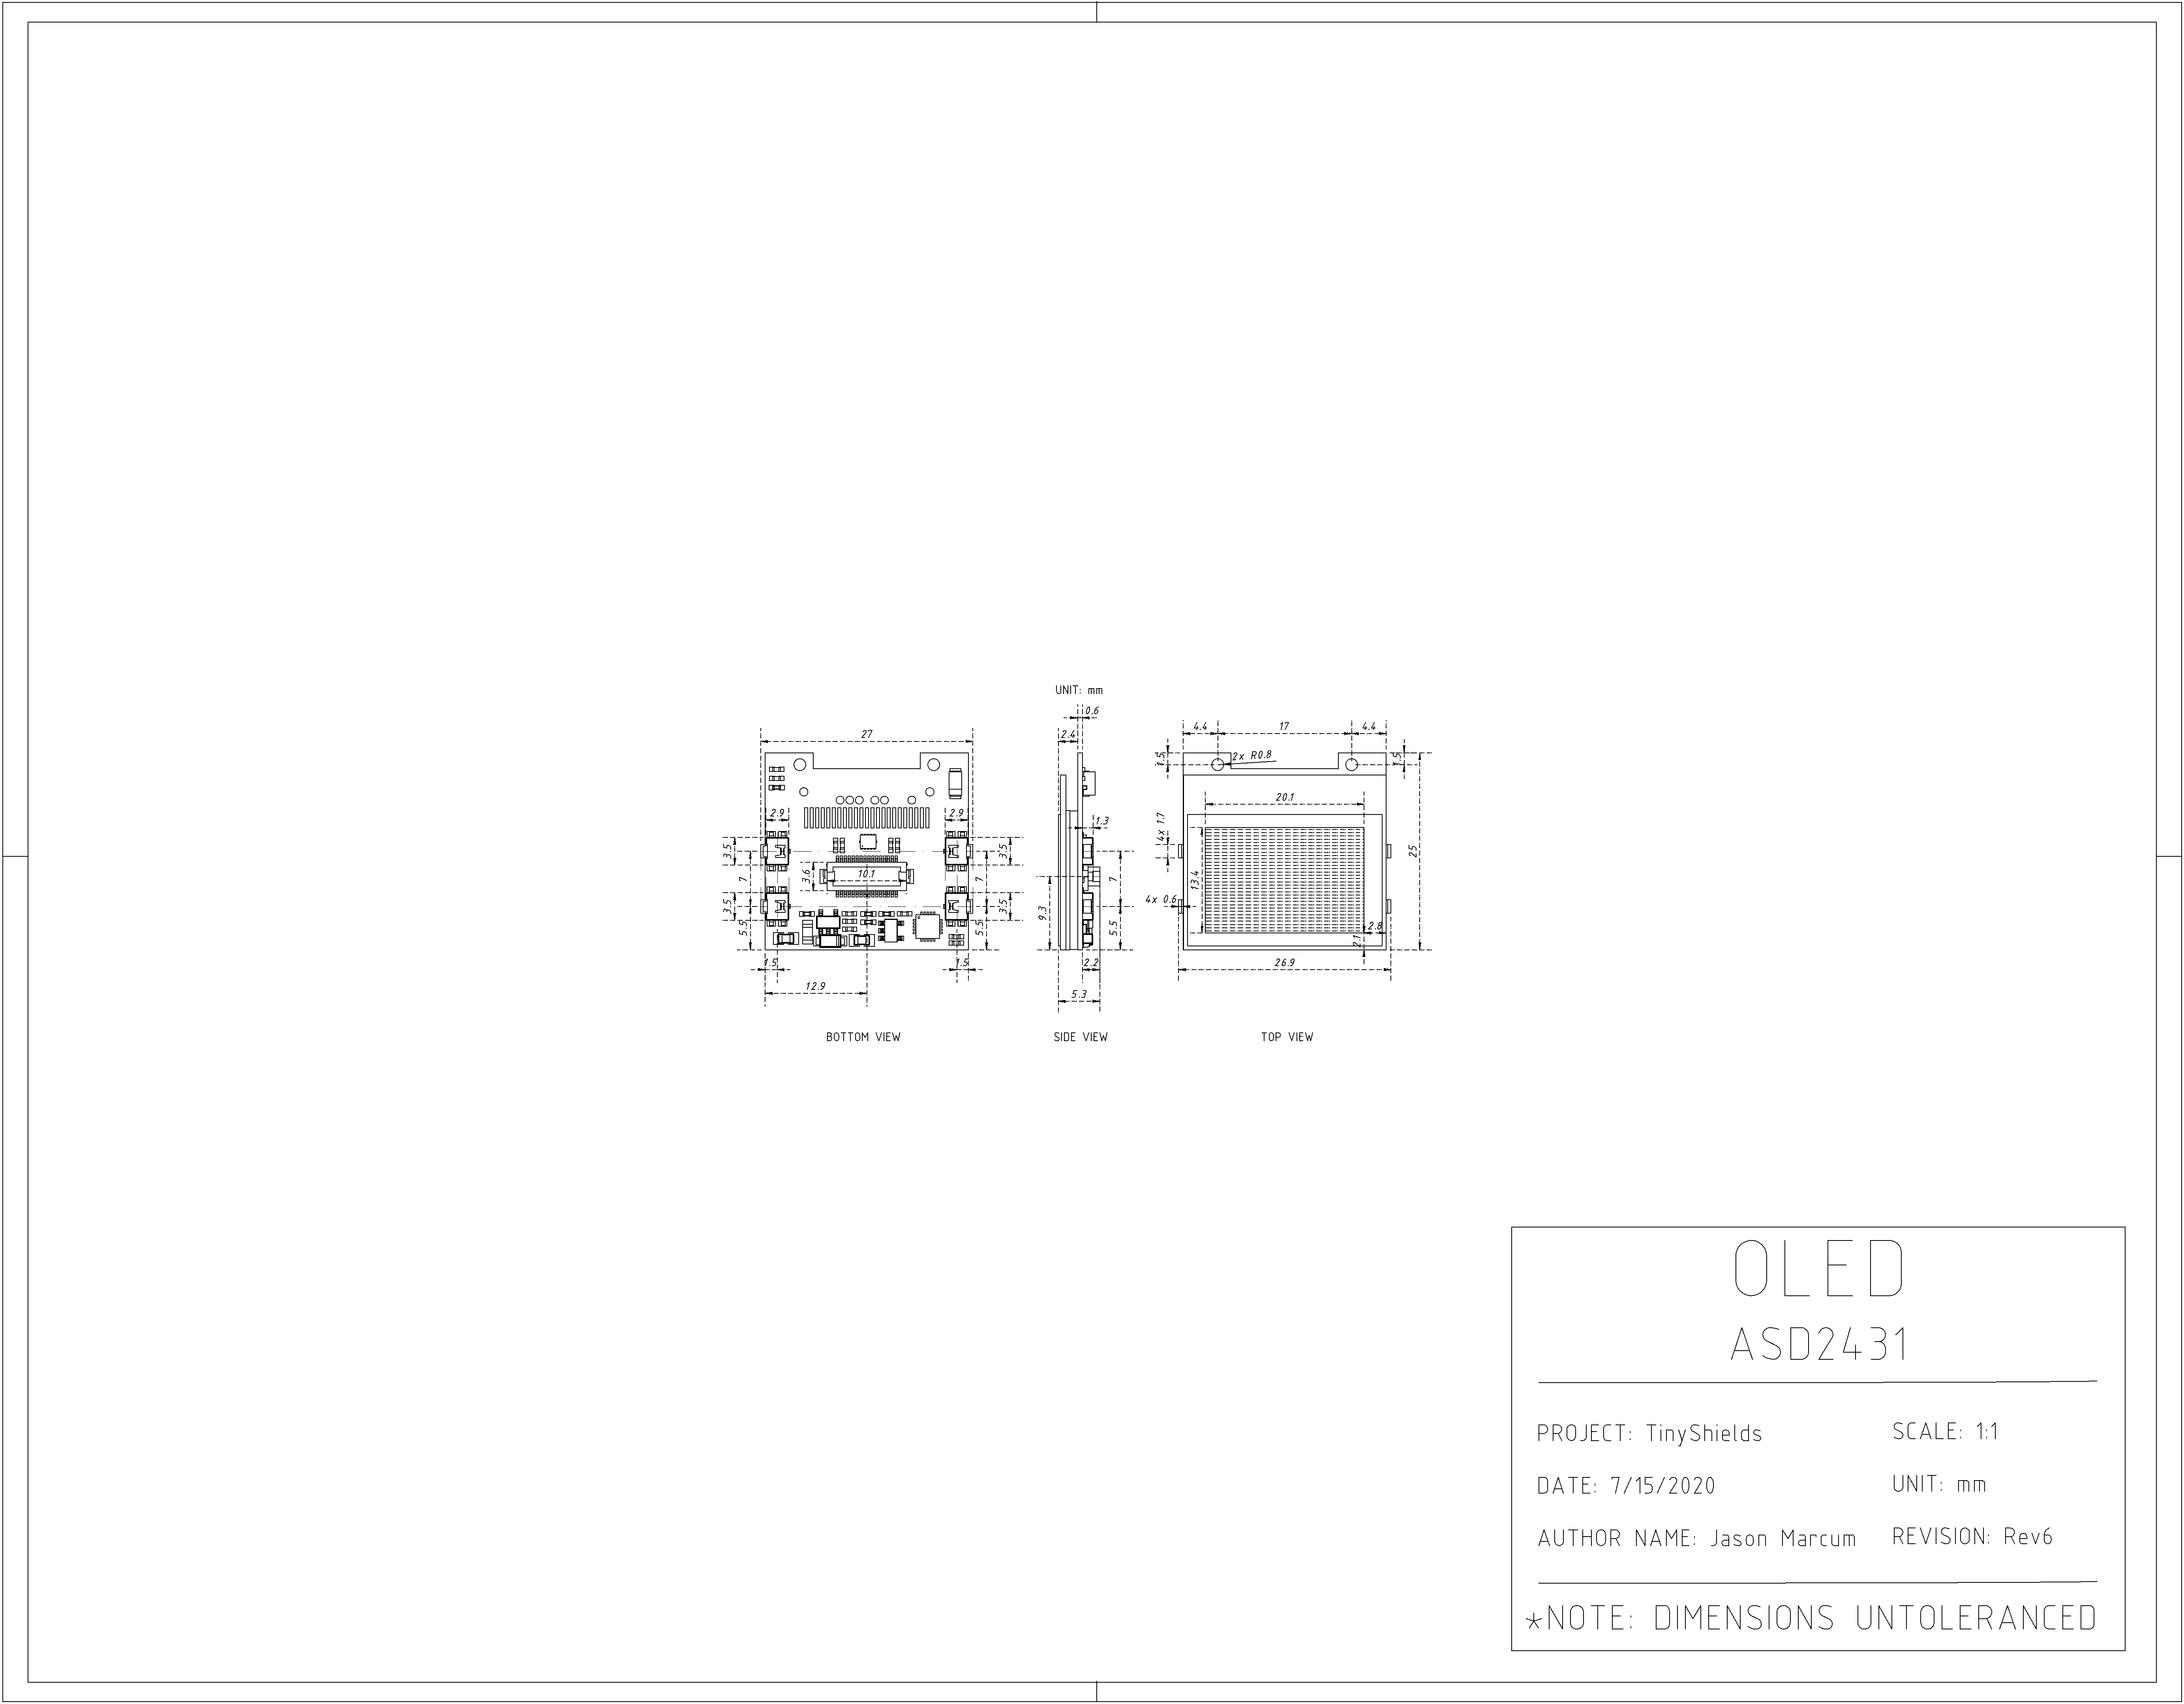 UNIT: mm
0.6
2.4
27
2.9
2.9
3.5
3.5
7
3.6
10.1
7
3.5
3.5
5.5
5.5
1.5
1.5
12.9
1.3
7
9.3
5.5
2.2
5.3
4.4
17
4.4
1.5
2x R0.8
1.5
20.1
4x 1.7
25
13.4
4x 0.6
2.8
2.1
26.9
BOTTOM VIEW
SIDE VIEW
TOP VIEW
OLED
ASD2431
PROJECT: TinyShields
SCALE: 1:1
DATE: 7/15/2020
UNIT: mm
AUTHOR NAME: Jason Marcum
REVISION: Rev6
*NOTE: DIMENSIONS UNTOLERANCED